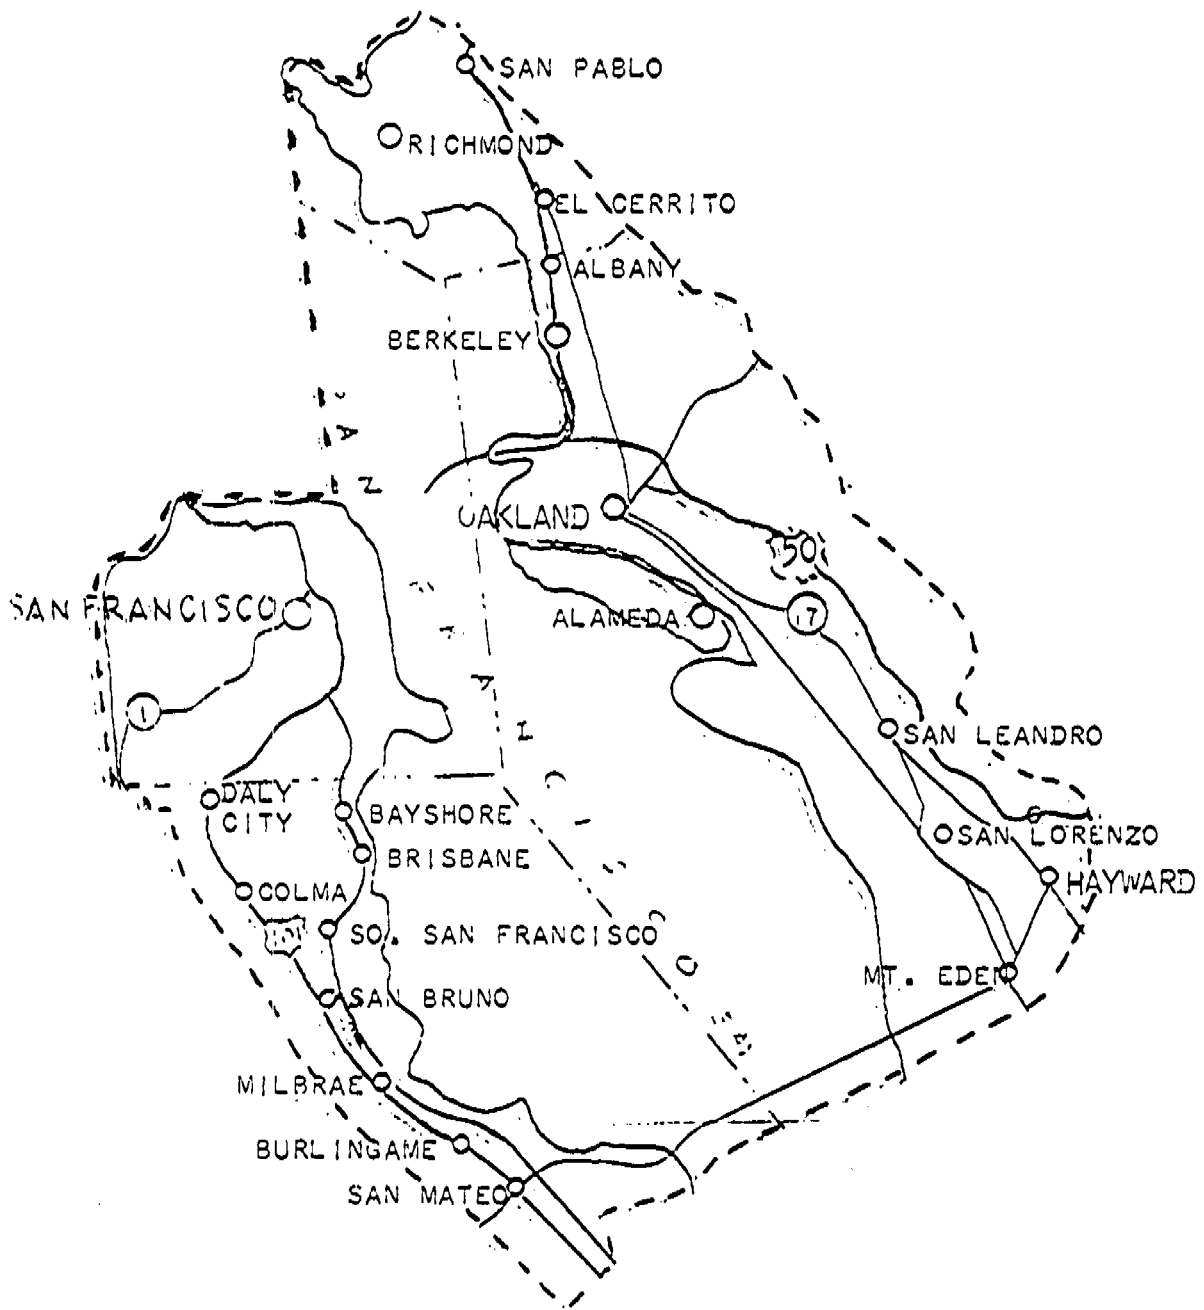 SAN PABLO
RICHMOND
EL CERRITO
ALBANY
BERKELEY
OAKLAND
50
SAN FRANCISCO
ALAMEDA
17
1
SAN LEANDRO
DALY
CITY
BAYSHORE
SAN LORENZO
BRISBANE
HAYWARD
COLMA
101
SO. SAN FRANCISCO
MT. EDEN
SAN BRUNO
MILBRAE
BURLINGAME
SAN MATEO